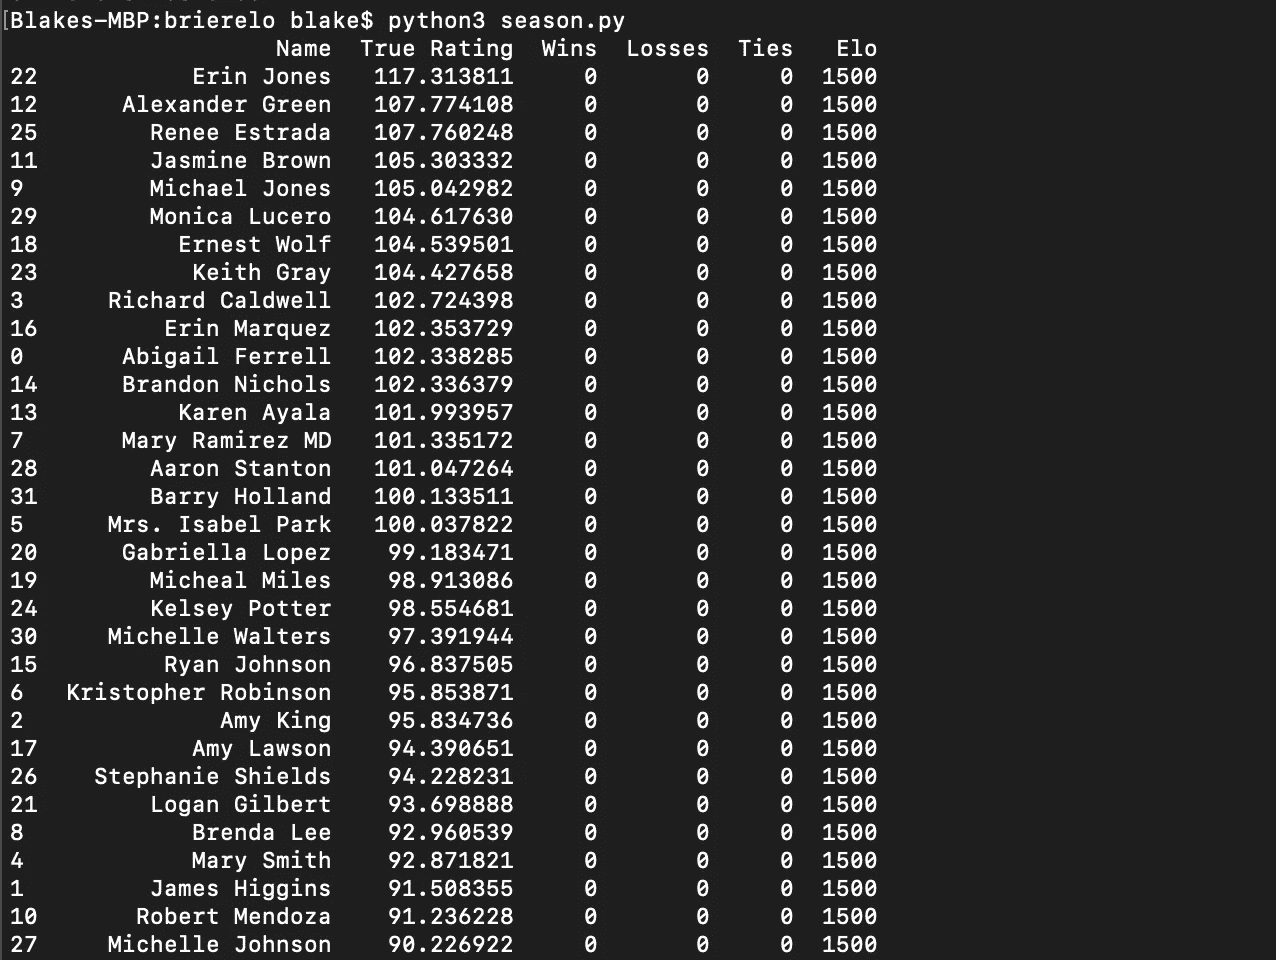 [Blakes-MBP:brierelo blake$ python3 season.py
Name True Rating Wins Losses Ties Elo
22 Erin Jones 117.313811 0 0 0 1500
12 Alexander Green 107.774108 0 0 0 1500
25 Renee Estrada 107.760248 0 0 0 1500
11 Jasmine Brown 105.303332 0 0 0 1500
9 Michael Jones 105.042982 0 0 0 1500
29 Monica Lucero 104.617630 0 0 0 1500
18 Ernest Wolf 104.539501 0 0 0 1500
23 Keith Gray 104.427658 0 0 0 1500
3 Richard Caldwell 102.724398 0 0 0 1500
16 Erin Marquez 102.353729 0 0 0 1500
0 Abigail Ferrell 102.338285 0 0 0 1500
14 Brandon Nichols 102.336379 0 0 0 1500
13 Karen Ayala 101.993957 0 0 0 1500
7 Mary Ramirez MD 101.335172 0 0 0 1500
28 Aaron Stanton 101.047264 0 0 0 1500
31 Barry Holland 100.133511 0 0 0 1500
5 Mrs. Isabel Park 100.037822 0 0 0 1500
20 Gabriella Lopez 99.183471 0 0 0 1500
19 Micheal Miles 98.913086 0 0 0 1500
24 Kelsey Potter 98.554681 0 0 0 1500
30 Michelle Walters 97.391944 0 0 0 1500
15 Ryan Johnson 96.837505 0 0 0 1500
6 Kristopher Robinson 95.853871 0 0 0 1500
2 Amy King 95.834736 0 0 0 1500
17 Amy Lawson 94.390651 0 0 0 1500
26 Stephanie Shields 94.228231 0 0 0 1500
21 Logan Gilbert 93.698888 0 0 0 1500
8 Brenda Lee 92.960539 0 0 0 1500
4 Mary Smith 92.871821 0 0 0 1500
1 James Higgins 91.508355 0 0 0 1500
10 Robert Mendoza 91.236228 0 0 0 1500
27 Michelle Johnson 90.226922 0 0 0 1500